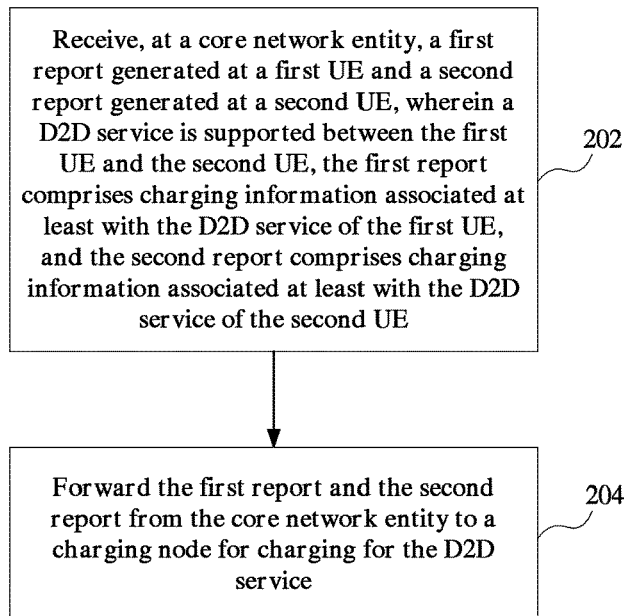 Receive, at a core network entity, a first
report generated at a first UE and a second
report generated at a second UE, wherein a
D2D service is supported between the first
UE and the second UE, the first report
comprises charging information associated at
least with the D2D service of the first UE,
and the second report comprises charging
information associated at least with the D2D
service of the second UE
202
Forward the first report and the second
report from the core network entity to a
charging node for charging for the D2D
service
204